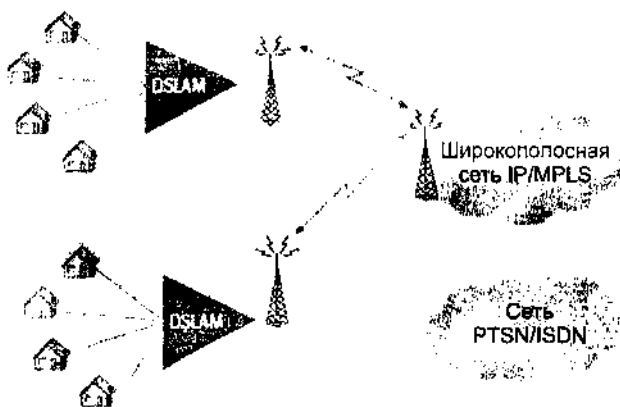 DSLAM
Широкополосная
сеть IP/MPLS
DSLAM
Сеть
PTSN/ISDN